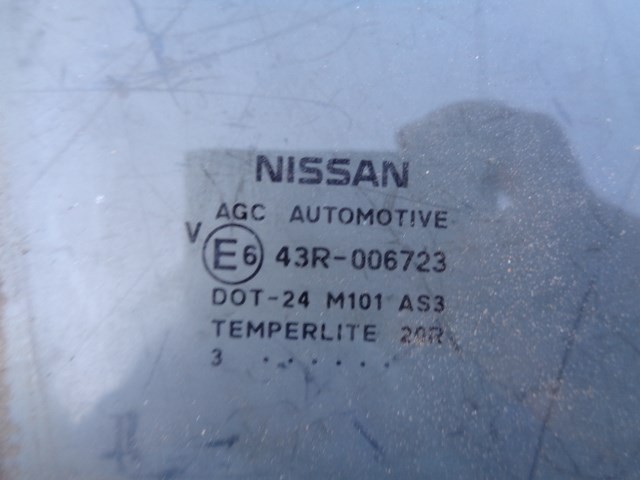 NISSAN
AGC AUTOMOTIVE
V E6 43R-006723
DOT-24 M101 AS3
TEMPERLITE
3 . . . . . .